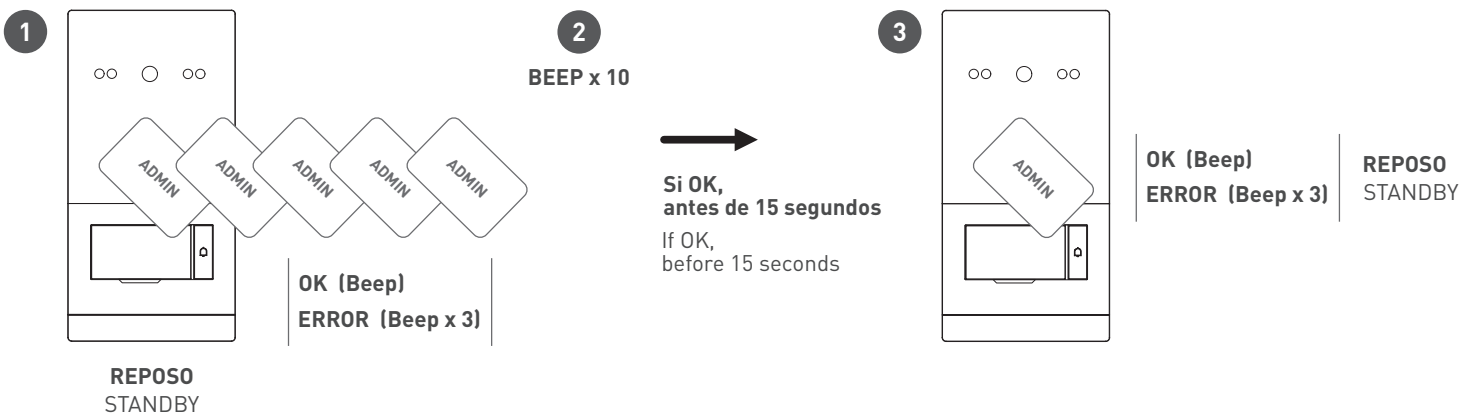 1
ADMIN
ADMIN
ADMIN
ADMIN
ADMIN
OK (Beep)
ERROR (Beep x 3)
REPOSO
STANDBY
2
BEEP x 10
Si OK,
antes de 15 segundos
If OK,
before 15 seconds
3
ADMIN
OK (Beep)
ERROR (Beep x 3)
REPOSO
STANDBY